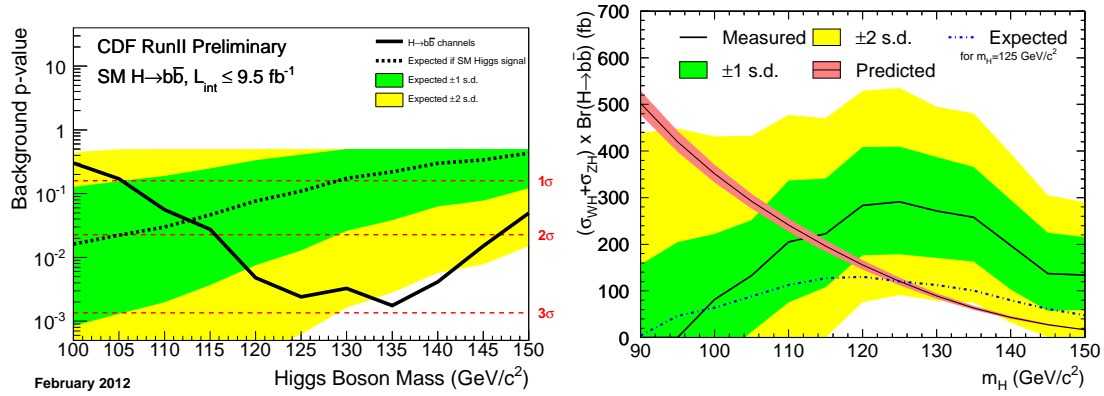 CDF RunII Preliminary
SM H→bb̄, L_int ≤ 9.5 fb⁻¹
H→bb̄ channels
Expected if SM Higgs signal
Expected ±1 s.d.
Expected ±2 s.d.
Background p-value
10
1
10⁻¹
10⁻²
10⁻³
1σ
2σ
3σ
100 105 110 115 120 125 130 135 140 145 150
February 2012
Higgs Boson Mass (GeV/c²)
(σ_WH+σ_ZH) x Br(H→bb̄) (fb)
700
600
500
400
300
200
100
0
Measured
±2 s.d.
Expected
for m_H=125 GeV/c²
±1 s.d.
Predicted
90 100 110 120 130 140 150
m_H (GeV/c²)